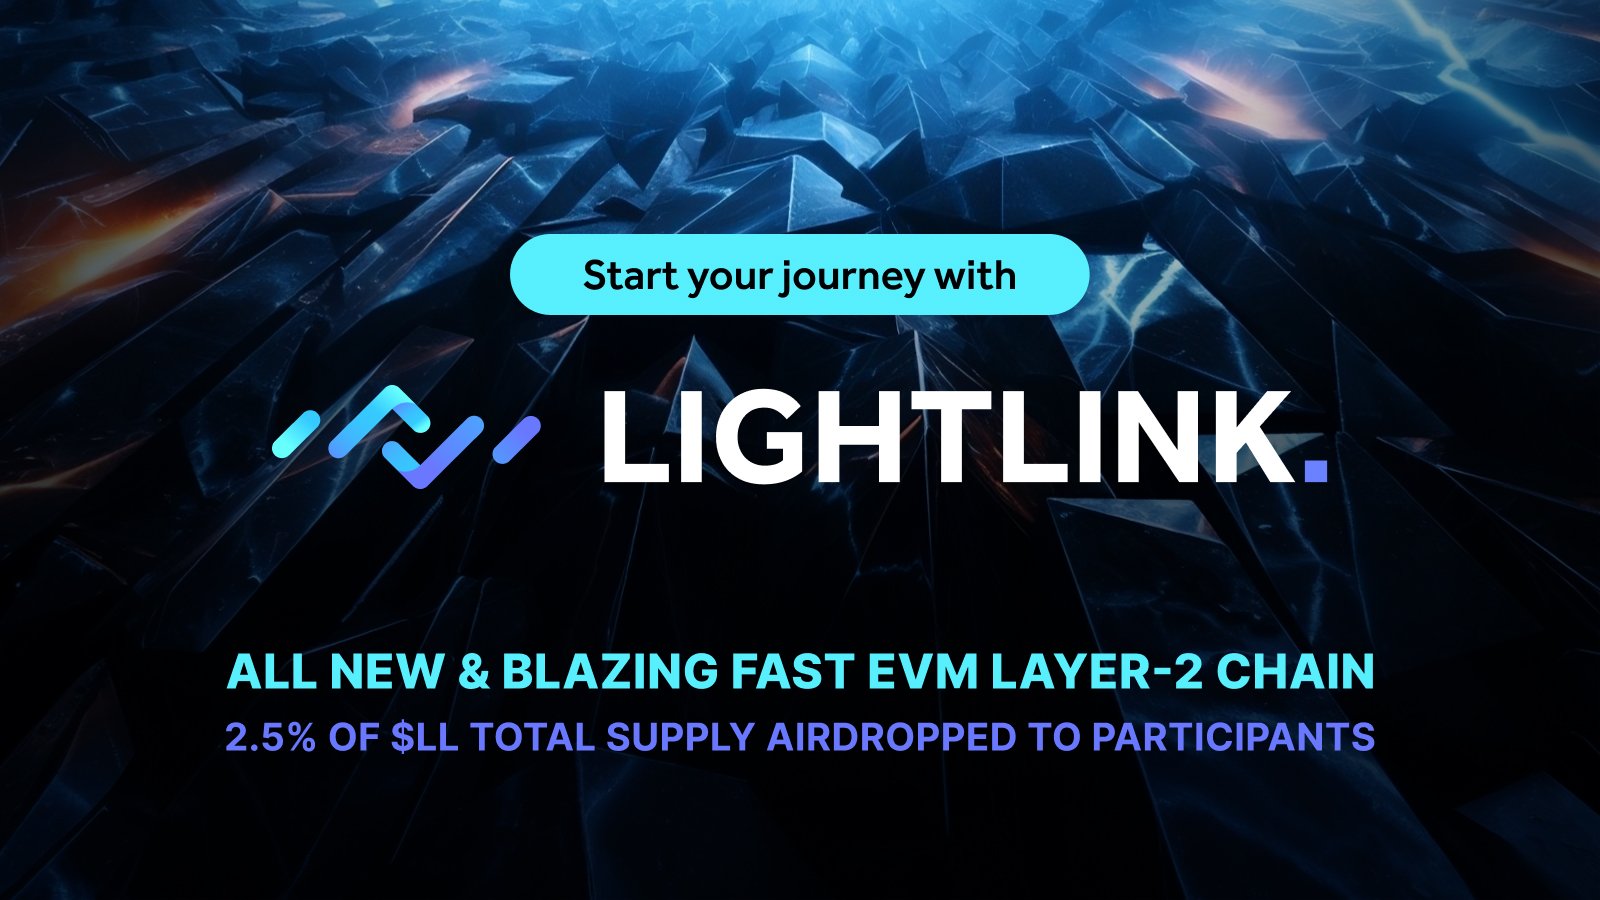 Start your journey with
LIGHTLINK.
ALL NEW & BLAZING FAST EVM LAYER-2 CHAIN
2.5% OF $LL TOTAL SUPPLY AIRDROPPED TO PARTICIPANTS